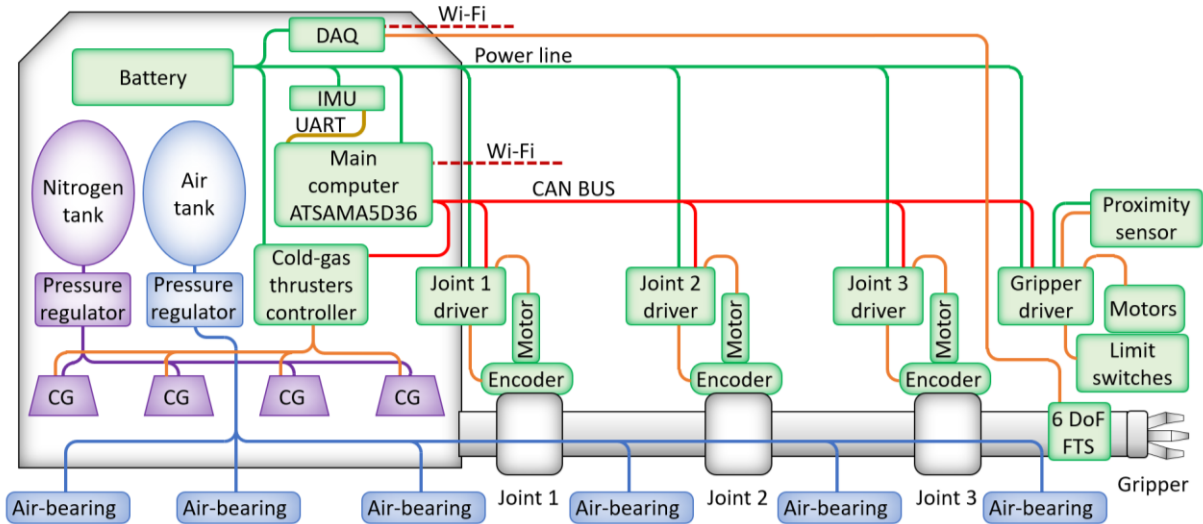 Wi-Fi
DAQ
Power line
Battery
IMU
UART
Wi-Fi
Main
computer
ATSAMA5D36
Nitrogen
tank
Air
tank
CAN BUS
Proximity
sensor
Cold-gas
thrusters
controller
Pressure
regulator
Pressure
regulator
Joint 1
driver
Motor
Joint 2
driver
Motor
Joint 3
driver
Motor
Gripper
driver
Motors
Limit
switches
Encoder
Encoder
Encoder
CG
CG
CG
CG
6 DoF
FTS
Gripper
Joint 1
Joint 2
Joint 3
Air-bearing
Air-bearing
Air-bearing
Air-bearing
Air-bearing
Air-bearing